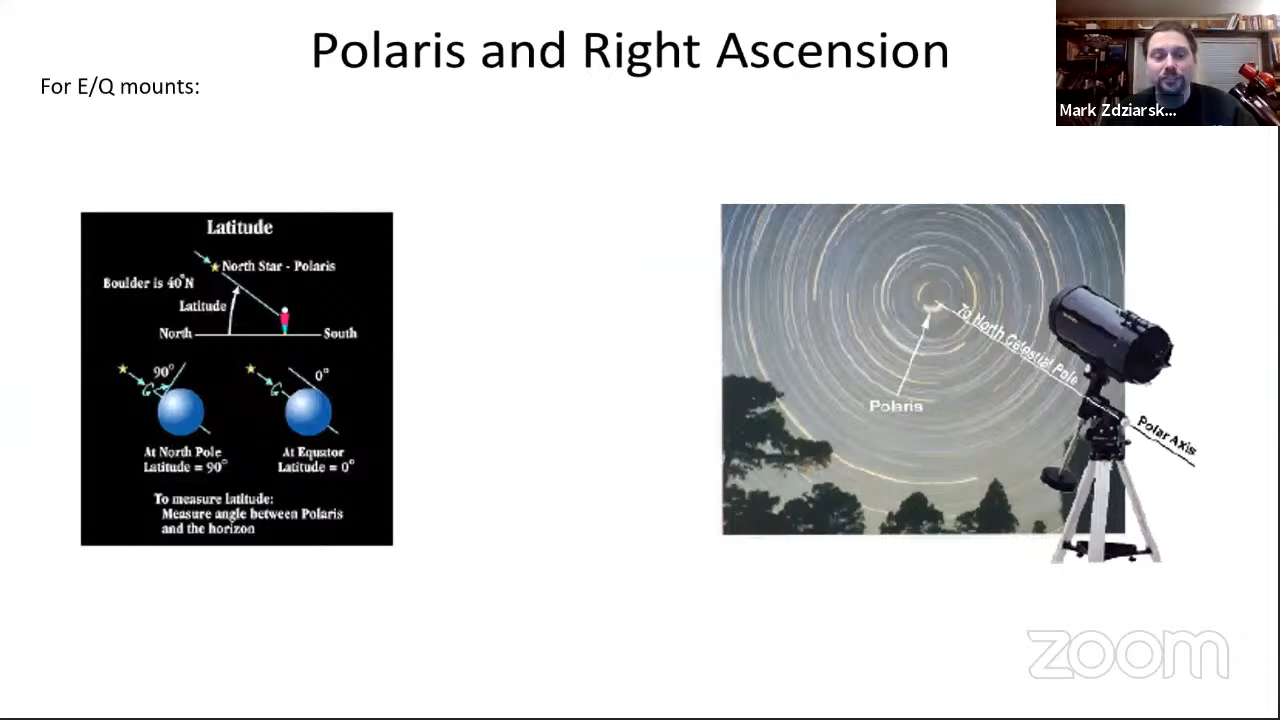 Polaris and Right Ascension
For E/Q mounts:
Mark Zdziarsk...
Latitude
North Star - Polaris
Boulder is 40°N
Latitude
North
South
90°
0°
At North Pole
Latitude = 90°
At Equator
Latitude = 0°
To measure latitude:
Measure angle between Polaris
and the horizon
To North Celestial Pole
Polaris
Polar Axis
zoom